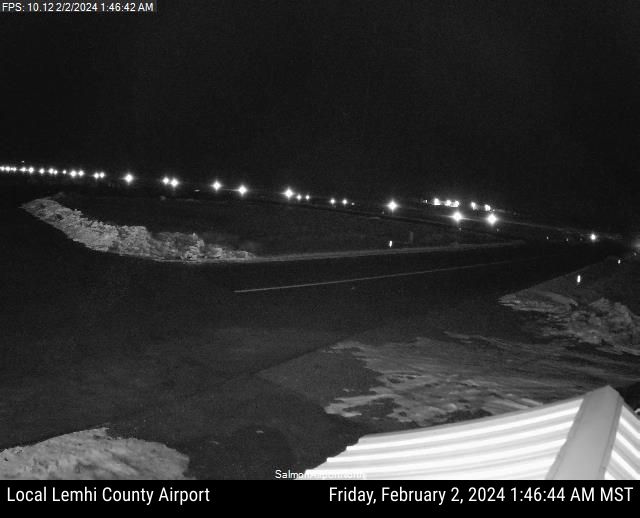 FPS: 10.12 2/2/2024 1:46:42 AM
Local Lemhi County Airport
Friday, February 2, 2024 1:46:44 AM MST